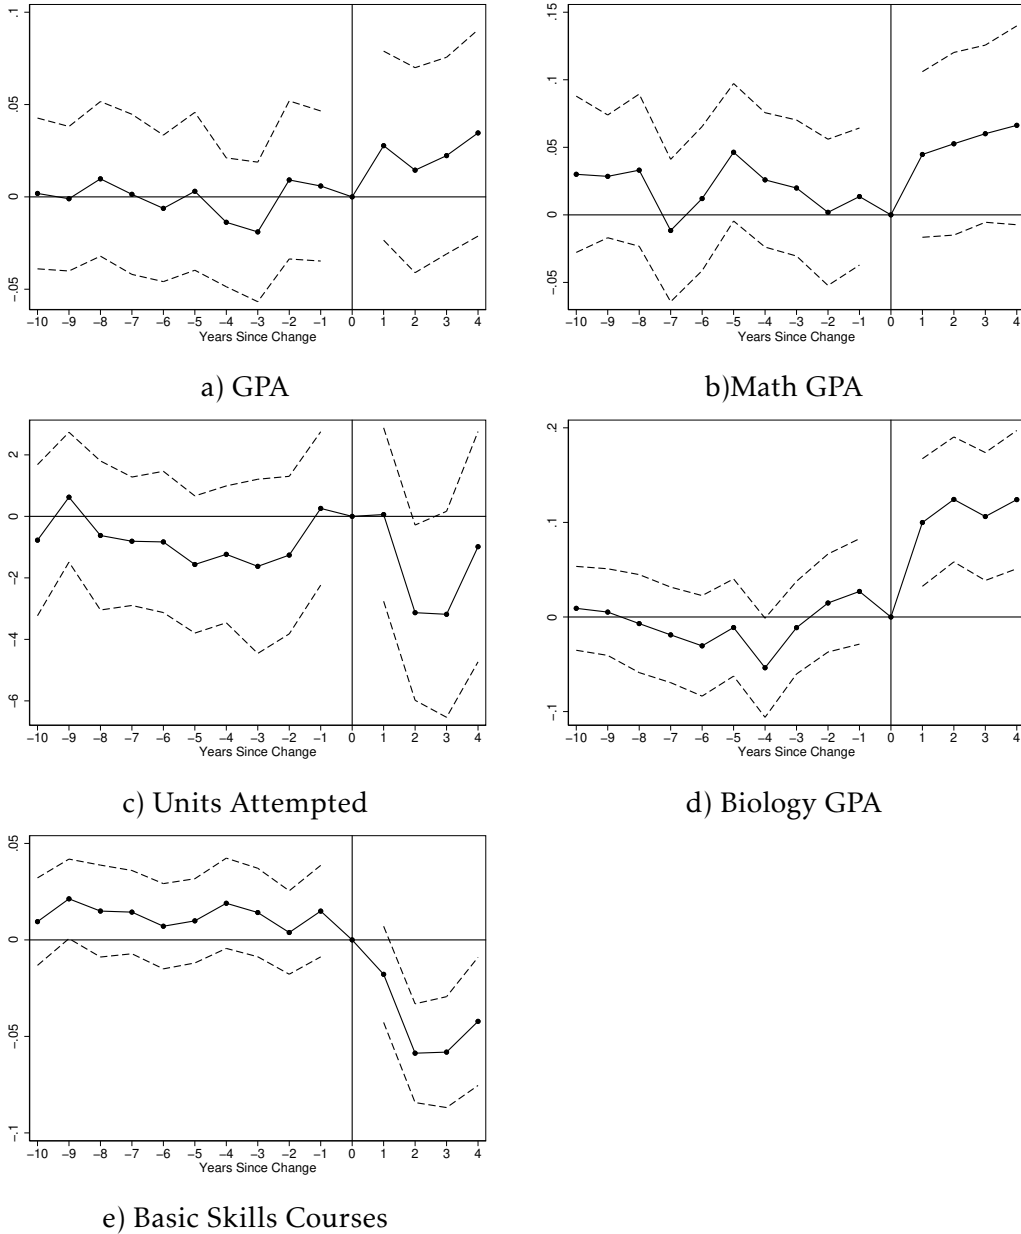 .1
.05
0
-.05
−10 −9 −8 −7 −6 −5 −4 −3 −2 −1 0 1 2 3 4
Years Since Change
a) GPA
.15
.1
.05
0
-.05
−10 −9 −8 −7 −6 −5 −4 −3 −2 −1 0 1 2 3 4
Years Since Change
b)Math GPA
2
0
-2
-4
-6
−10 −9 −8 −7 −6 −5 −4 −3 −2 −1 0 1 2 3 4
Years Since Change
c) Units Attempted
.2
.1
0
-.1
−10 −9 −8 −7 −6 −5 −4 −3 −2 −1 0 1 2 3 4
Years Since Change
d) Biology GPA
.05
0
-.05
-.1
−10 −9 −8 −7 −6 −5 −4 −3 −2 −1 0 1 2 3 4
Years Since Change
e) Basic Skills Courses